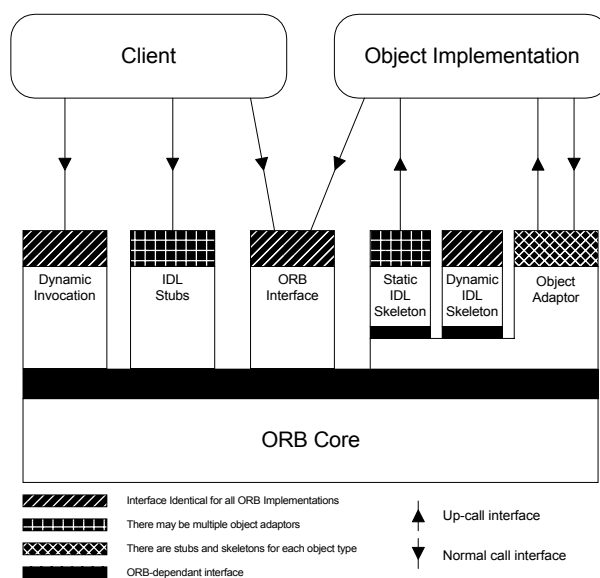 Client
Object Implementation
Dynamic
Invocation
IDL
Stubs
ORB
Interface
Static
IDL
Skeleton
Dynamic
IDL
Skeleton
Object
Adaptor
ORB Core
Interface Identical for all ORB Implementations
There may be multiple object adaptors
There are stubs and skeletons for each object type
ORB-dependant interface
Up-call interface
Normal call interface